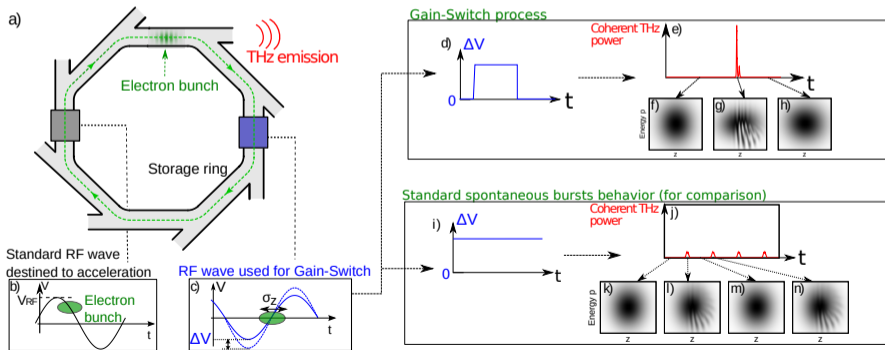 a)
THz emission
Electron bunch
Storage ring
Standard RF wave
destined to acceleration
b)
V
VRF
Electron
bunch
t
RF wave used for Gain-Switch
c)
V
σz
ΔV
t
Gain-Switch process
d)
ΔV
0
t
Coherent THz
power
e)
t
Energy p
f)
g)
h)
z
z
z
Standard spontaneous bursts behavior (for comparison)
i)
ΔV
0
t
Coherent THz
power
j)
t
Energy p
k)
l)
m)
n)
z
z
z
z